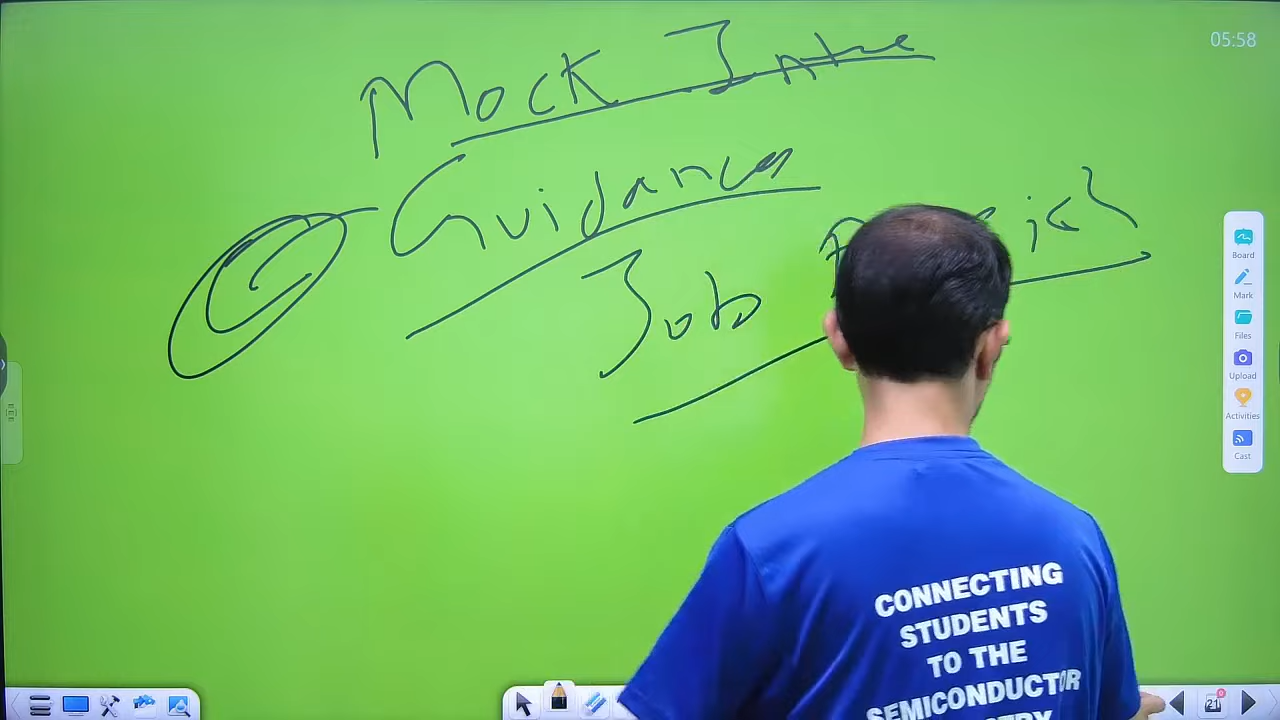 05:58
Mock Inte
Guidance
Job
Board
Mark
Files
Upload
Activities
Cast
CONNECTING
STUDENTS
TO THE
SEMICONDUCTOR
21